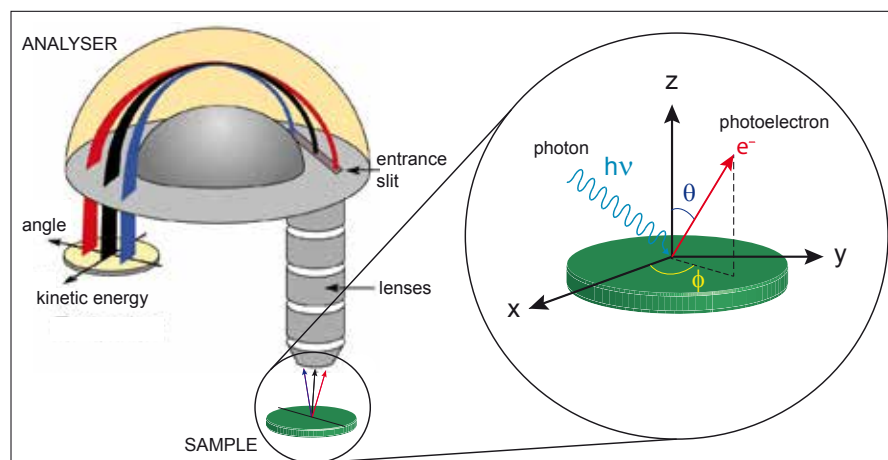 ANALYSER
entrance
slit
angle
kinetic energy
lenses
SAMPLE
z
photoelectron
e⁻
photon
hν
θ
y
ϕ
x